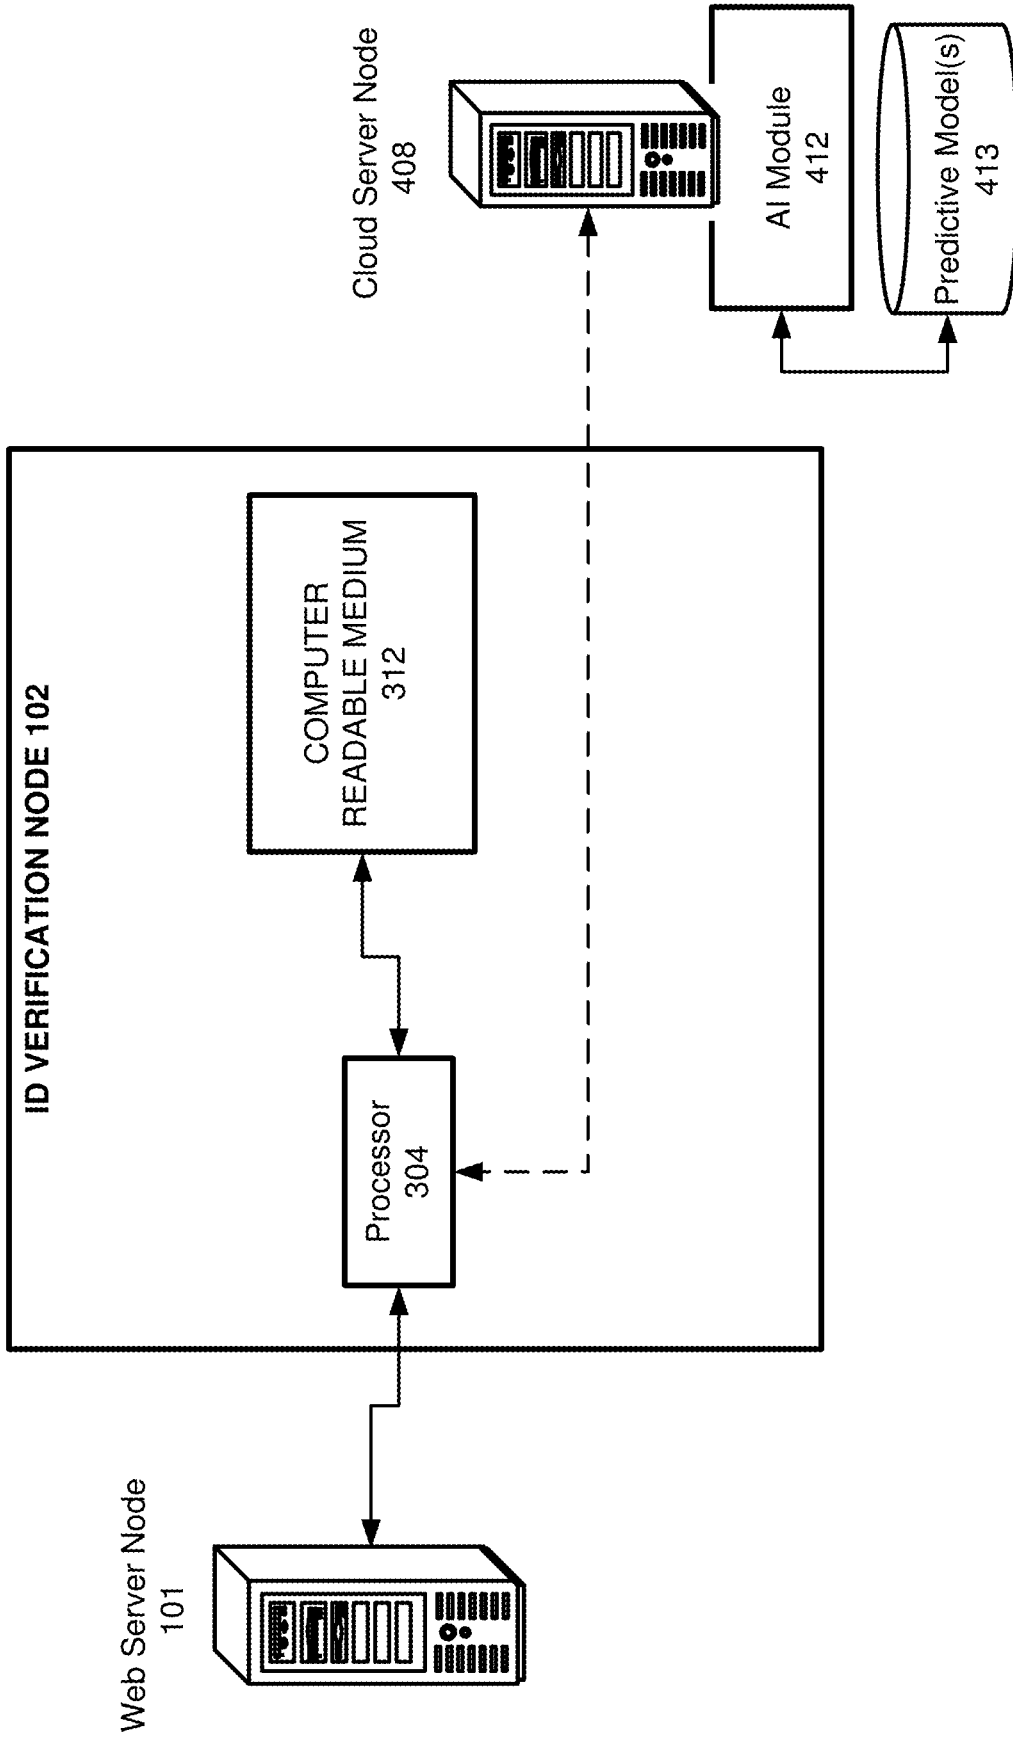 ID VERIFICATION NODE 102
Web Server Node
101
Processor
304
COMPUTER
READABLE MEDIUM
312
Cloud Server Node
408
AI Module
412
Predictive Model(s)
413